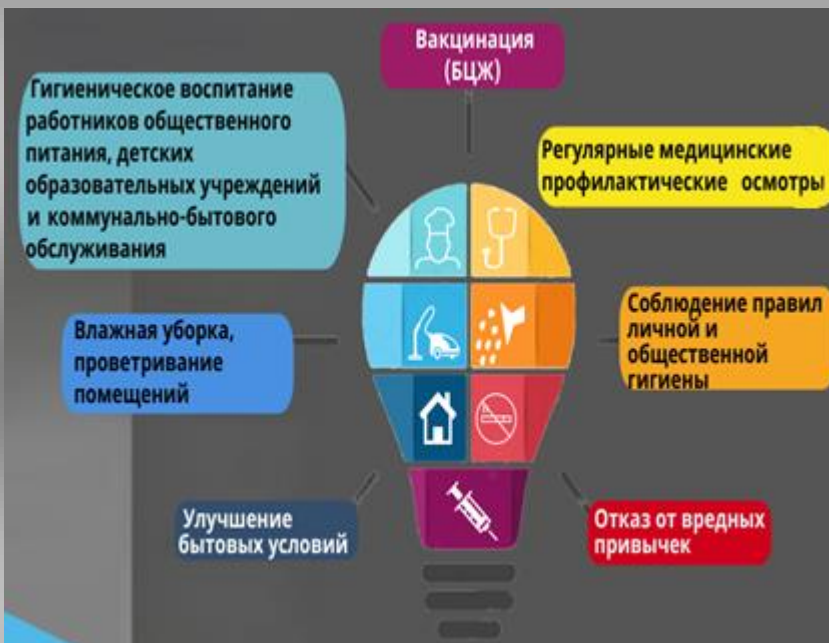 Вакцинация
(БЦЖ)
Гигиеническое воспитание
работников общественного
питания, детских
образовательных учреждений
и коммунально-бытового
обслуживания
Регулярные медицинские
профилактические осмотры
Влажная уборка,
проветривание
помещений
Соблюдение правил
личной и
общественной
гигиены
Улучшение
бытовых условий
Отказ от вредных
привычек